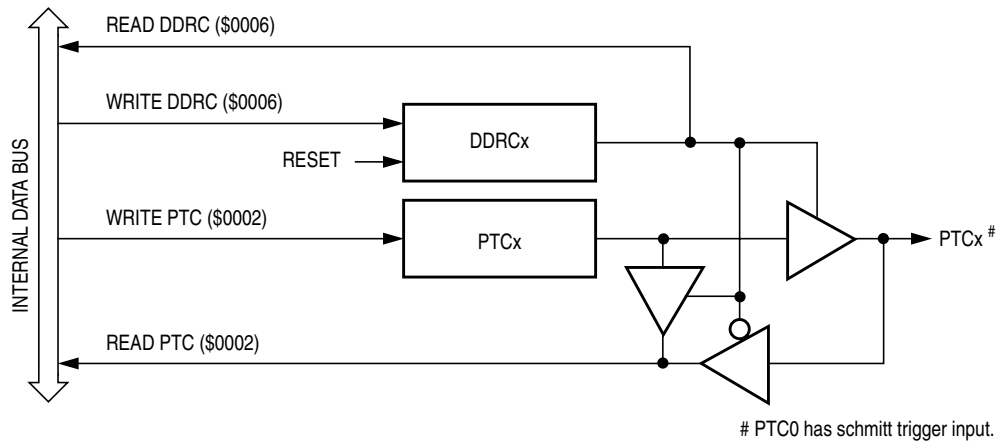 READ DDRC ($0006)
WRITE DDRC ($0006)
DDRCx
RESET
INTERNAL DATA BUS
WRITE PTC ($0002)
PTCx
PTCx #
READ PTC ($0002)
# PTC0 has schmitt trigger input.